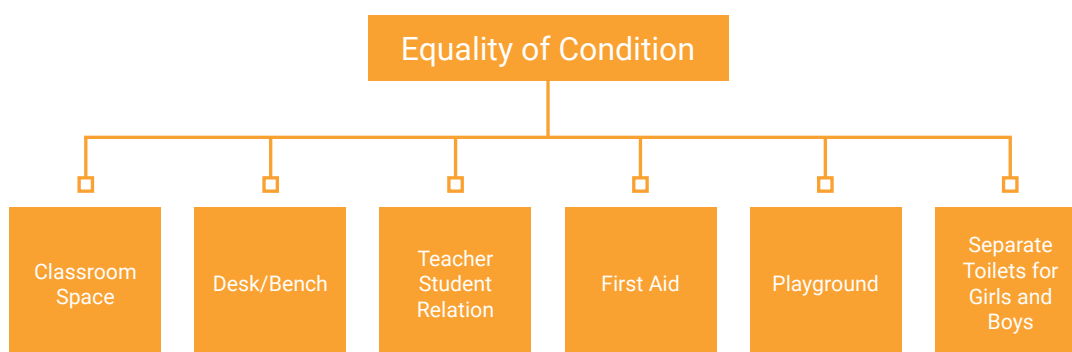 Equality of Condition
Classroom
Space
Desk/Bench
Teacher
Student
Relation
First Aid
Playground
Separate
Toilets for
Girls and
Boys